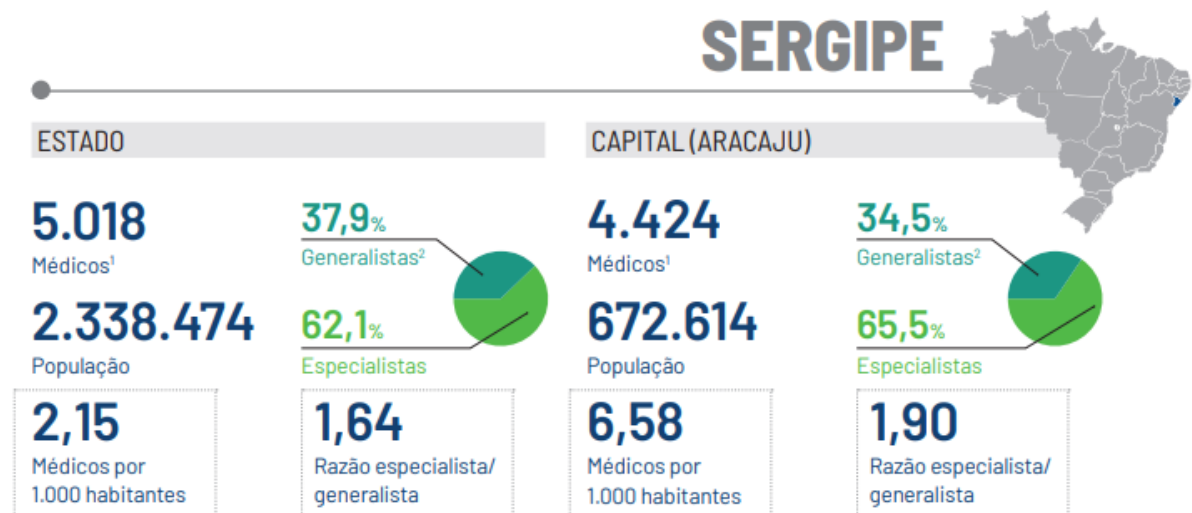 SERGIPE
ESTADO
5.018
Médicos¹
2.338.474
População
2,15
Médicos por
1.000 habitantes
37,9%
Generalistas²
62,1%
Especialistas
1,64
Razão especialista/
generalista
CAPITAL (ARACAJU)
4.424
Médicos¹
672.614
População
6,58
Médicos por
1.000 habitantes
34,5%
Generalistas²
65,5%
Especialistas
1,90
Razão especialista/
generalista